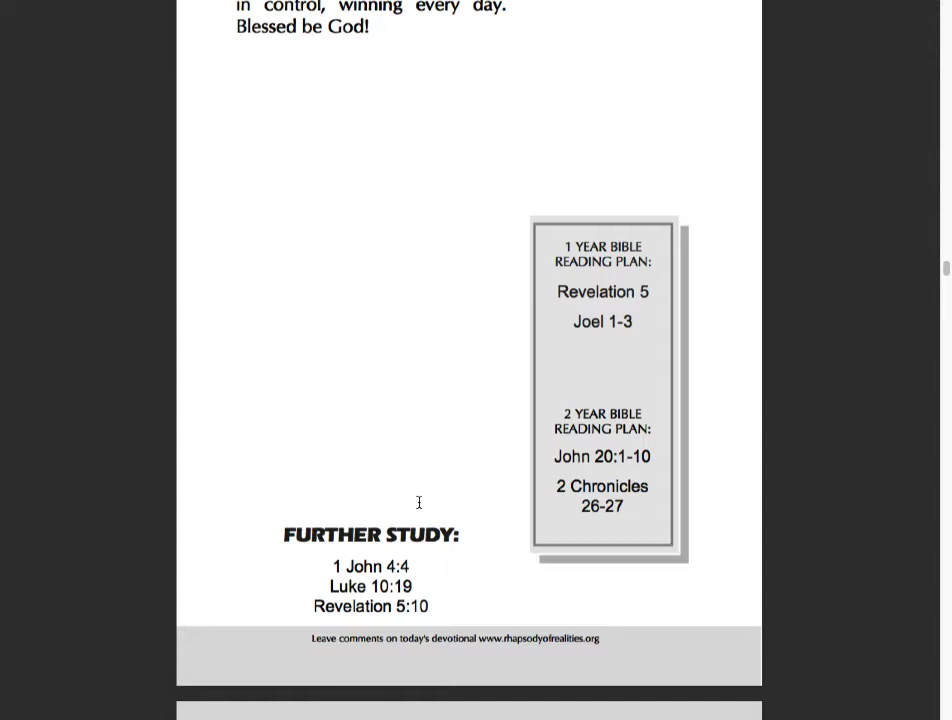 in control, winning every day.
Blessed be God!
1 YEAR BIBLE
READING PLAN:
Revelation 5
Joel 1-3
2 YEAR BIBLE
READING PLAN:
John 20:1-10
2 Chronicles
26-27
FURTHER STUDY:
1 John 4:4
Luke 10:19
Revelation 5:10
Leave comments on today's devotional www.rhapsodyofrealities.org